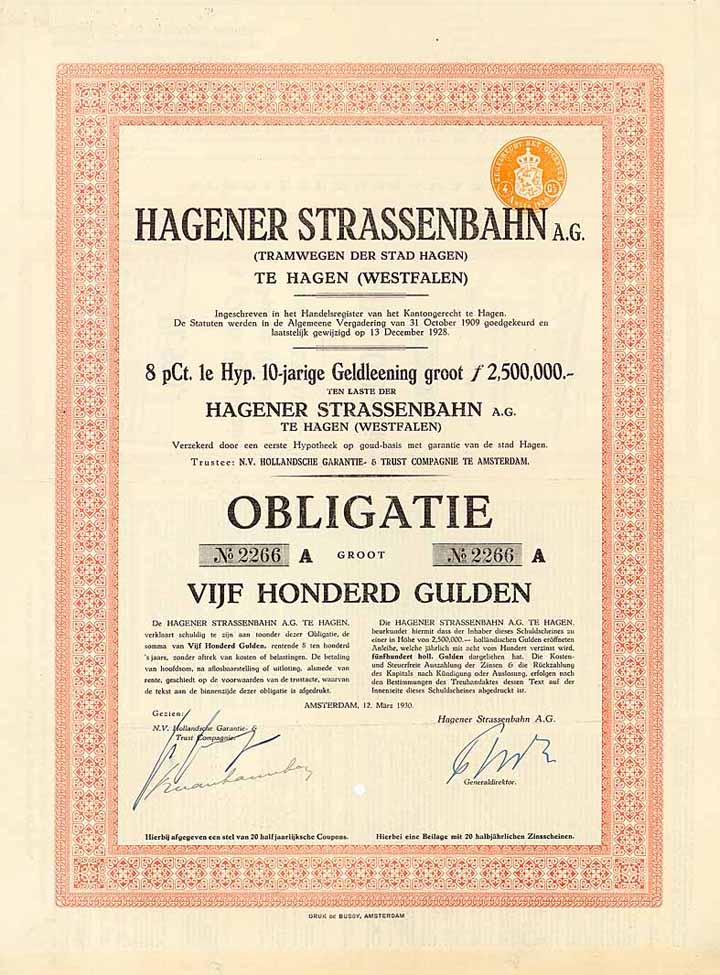 HAGENER STRASSENBAHN A.G.
(TRAMWEGEN DER STAD HAGEN)
TE HAGEN (WESTFALEN)
Ingeschreven in het Handelsregister van het Kantongerecht te Hagen.
De Statuten werden in de Algemeene Vergadering van 31 October 1909 goedgekeurd en
laatstelijk gewijzigd op 13 December 1928.
8 pCt. 1e Hyp. 10-jarige Geldleening groot ƒ 2,500,000.-
TEN LASTE DER
HAGENER STRASSENBAHN A.G.
TE HAGEN (WESTFALEN)
Verzekerd door een eerste Hypotheek op goud-basis met garantie van de stad Hagen.
Trustee: N.V. HOLLANDSCHE GARANTIE- & TRUST COMPAGNIE TE AMSTERDAM.
OBLIGATIE
No 2266 A GROOT No 2266 A
VIJF HONDERD GULDEN
De HAGENER STRASSENBAHN A.G. TE HAGEN,
verklaart schuldig te zijn aan toonder dezer Obligatie, de
somma van Vijf Honderd Gulden, rentende 8 ten honderd
's jaars, zonder aftrek van kosten of belastingen. De betaling
van hoofdsom, na aflosbaarstelling of uitloting, alsmede van
rente, geschiedt op de voorwaarden van de trustacte, waarvan
de tekst aan de binnenzijde dezer obligatie is afgedrukt.
Die HAGENER STRASSENBAHN A.G. TE HAGEN,
beurkundet hiermit dass der Inhaber dieses Schuldscheines zu
einer in Höhe von 2,500,000.— holländischen Gulden eröffneten
Anleihe, welche jährlich mit acht vom Hundert verzinst wird,
fünfhundert holl. Gulden dargeliehen hat. Die Kosten-
und Steuerfreie Auszahlung der Zinsen & die Rückzahlung
des Kapitals nach Kündigung oder Auslosung, erfolgen nach
den Bestimmungen des Treuhandaktes dessen Text auf der
Innenseite dieses Schuldscheines abgedruckt ist.
AMSTERDAM, 12. März 1930.
Gezien:
N.V. Hollandsche Garantie- &
Trust Compagnie.
Hagener Strassenbahn A.G.
Generaldirektor.
Hierbij afgegeven een stel van 20 halfjaarlijksche Coupons.
Hierbei eine Beilage mit 20 halbjährlichen Zinsscheinen.
DRUK DE BUSSY, AMSTERDAM